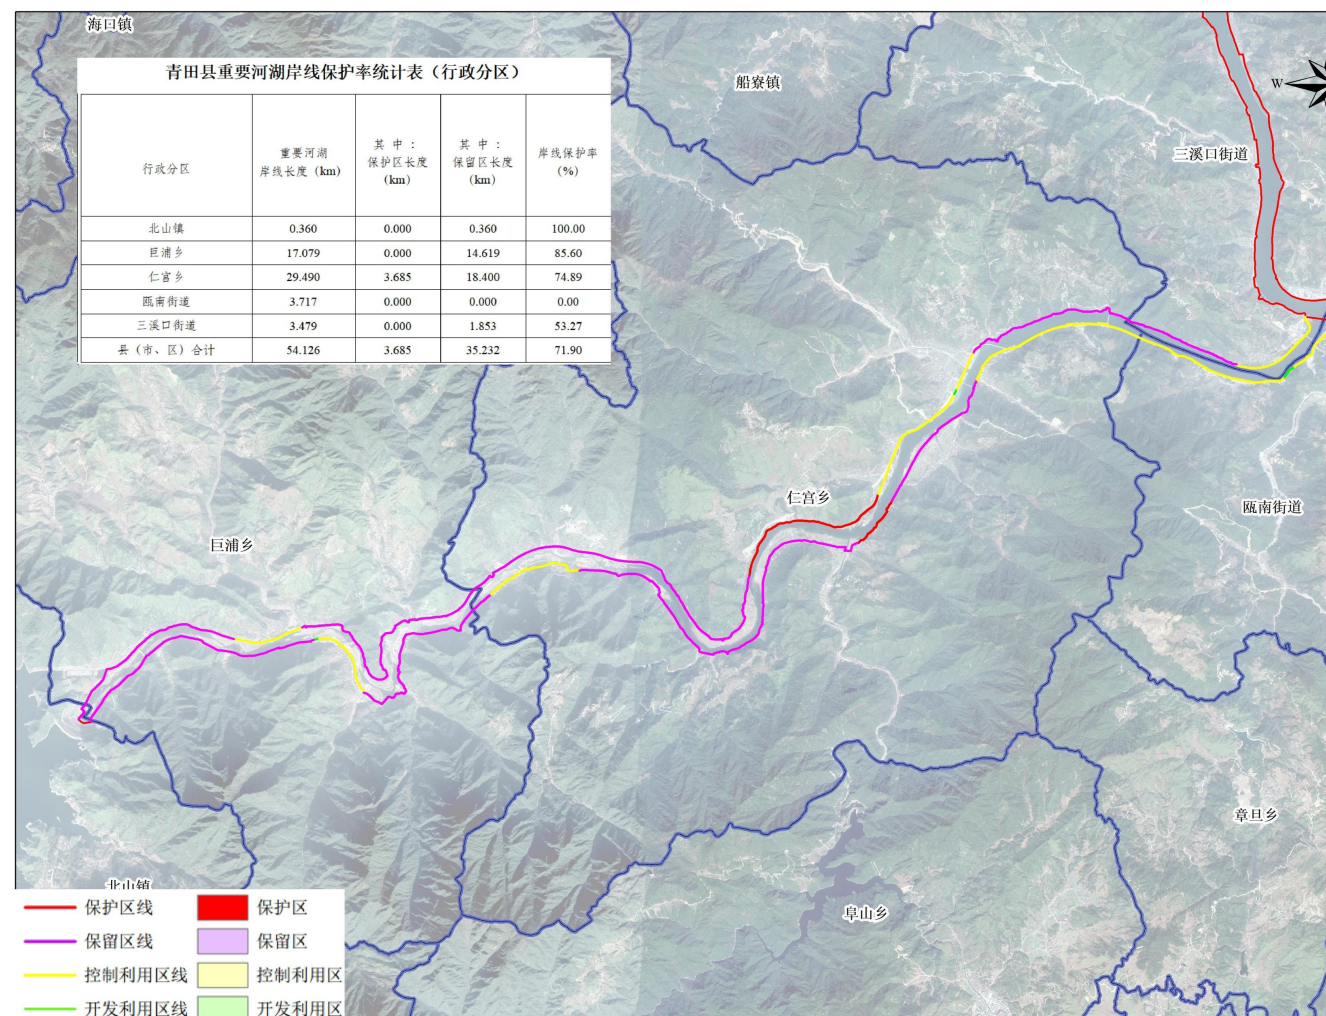 海口镇
青田县重要河湖岸线保护率统计表（行政分区）
行政分区 重要河湖岸线长度（km） 其中：保护区长度（km） 其中：保留区长度（km） 岸线保护率（%）
北山镇 0.360 0.000 0.360 100.00
巨浦乡 17.079 0.000 14.619 85.60
仁宫乡 29.490 3.685 18.400 74.89
瓯南街道 3.717 0.000 0.000 0.00
三溪口街道 3.479 0.000 1.853 53.27
县（市、区）合计 54.126 3.685 35.232 71.90
船寮镇
W
三溪口街道
仁宫乡
瓯南街道
巨浦乡
章旦乡
阜山乡
北山镇
保护区线 保护区
保留区线 保留区
控制利用区线 控制利用区
开发利用区线 开发利用区